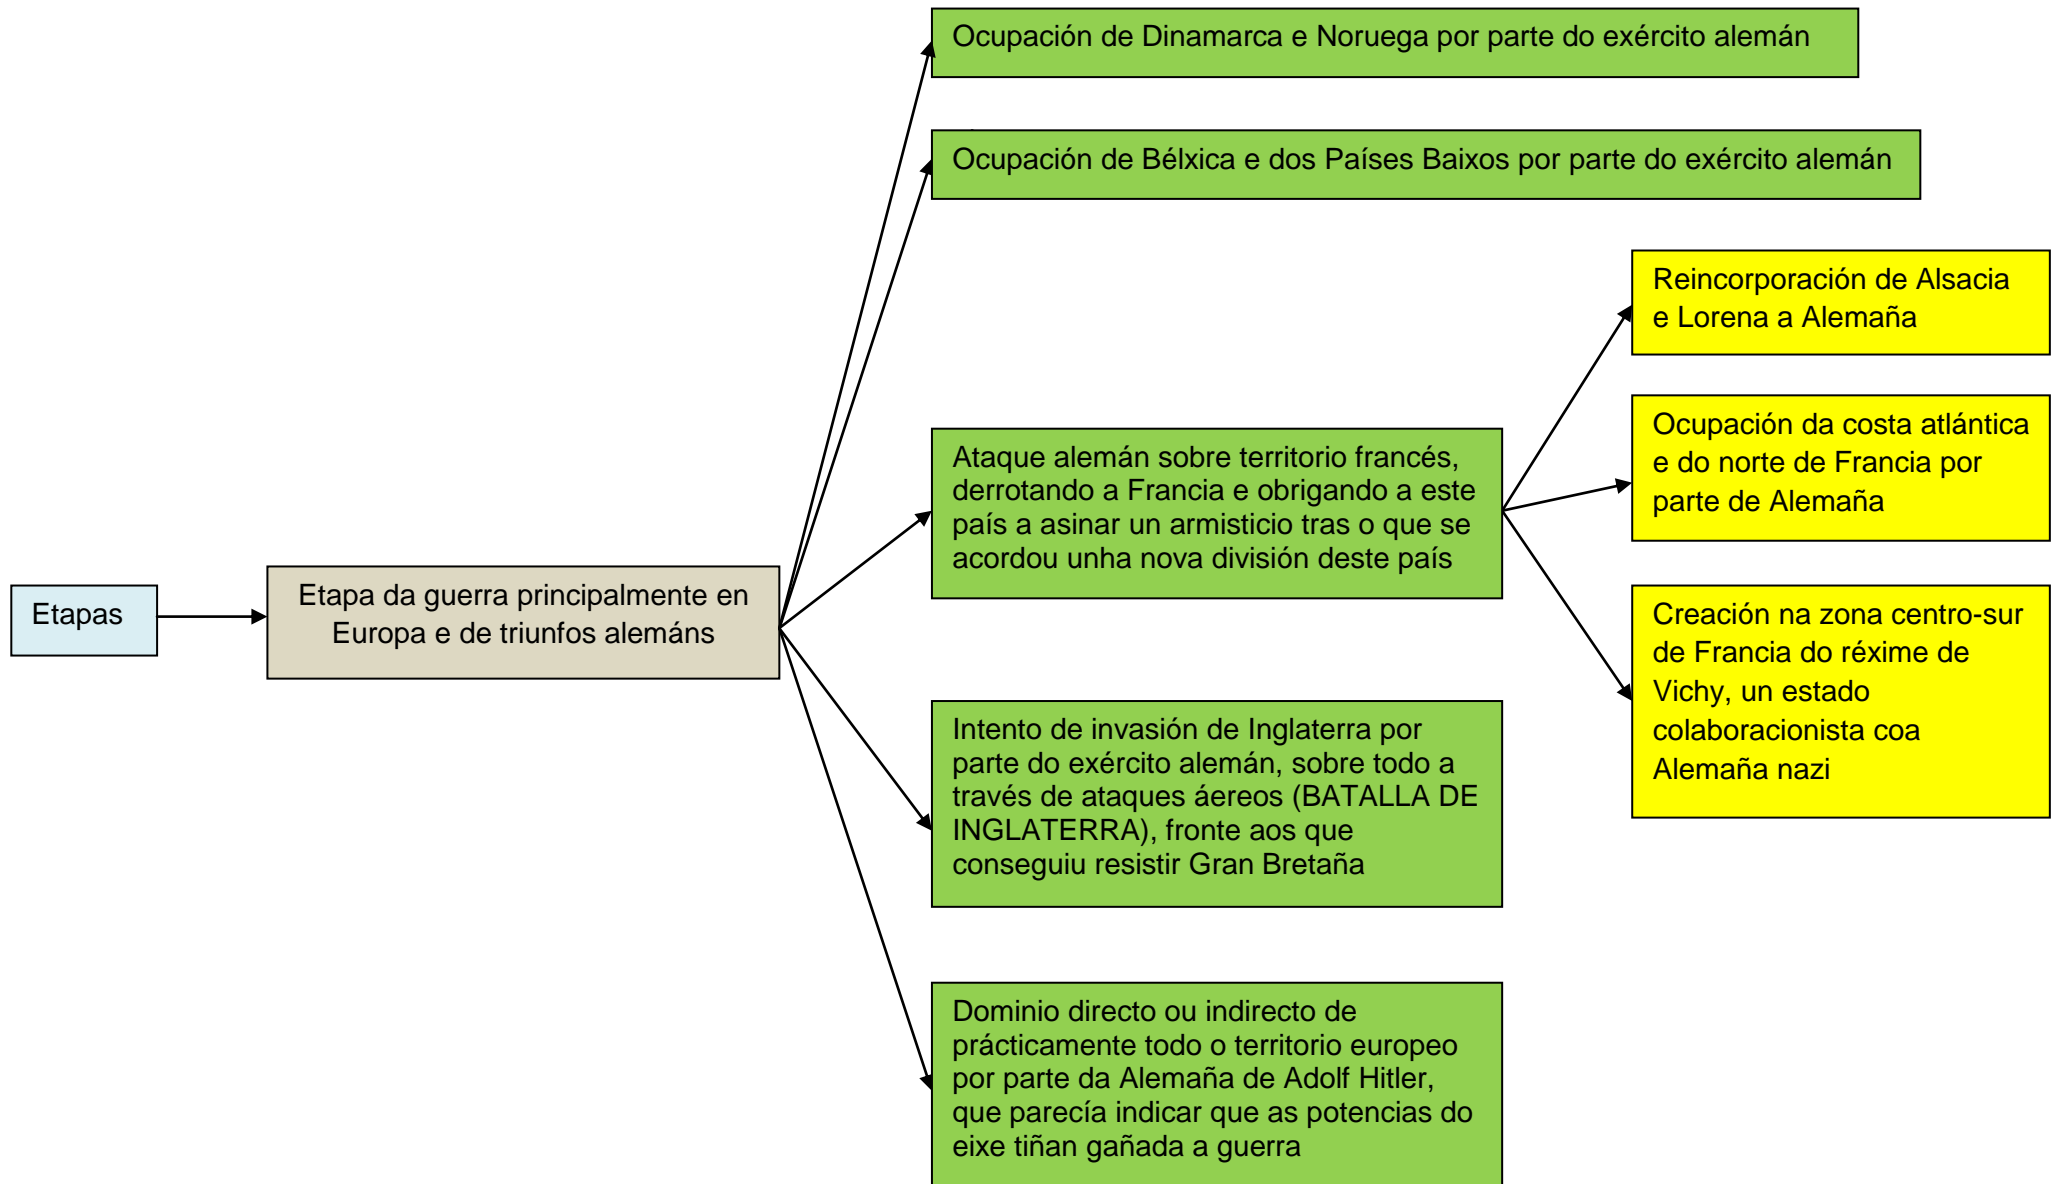 Ocupación de Dinamarca e Noruega por parte do exército alemán
Ocupación de Bélxica e dos Países Baixos por parte do exército alemán
Reincorporación de Alsacia
e Lorena a Alemaña
Ocupación da costa atlántica
e do norte de Francia por
parte de Alemaña
Ataque alemán sobre territorio francés,
derrotando a Francia e obrigando a este
país a asinar un armisticio tras o que se
acordou unha nova división deste país
Etapas
Etapa da guerra principalmente en
Europa e de triunfos alemáns
Creación na zona centro-sur
de Francia do réxime de
Vichy, un estado
colaboracionista coa
Alemaña nazi
Intento de invasión de Inglaterra por
parte do exército alemán, sobre todo a
través de ataques áereos (BATALLA DE
INGLATERRA), fronte aos que
conseguiu resistir Gran Bretaña
Dominio directo ou indirecto de
prácticamente todo o territorio europeo
por parte da Alemaña de Adolf Hitler,
que parecía indicar que as potencias do
eixe tiñan gañada a guerra